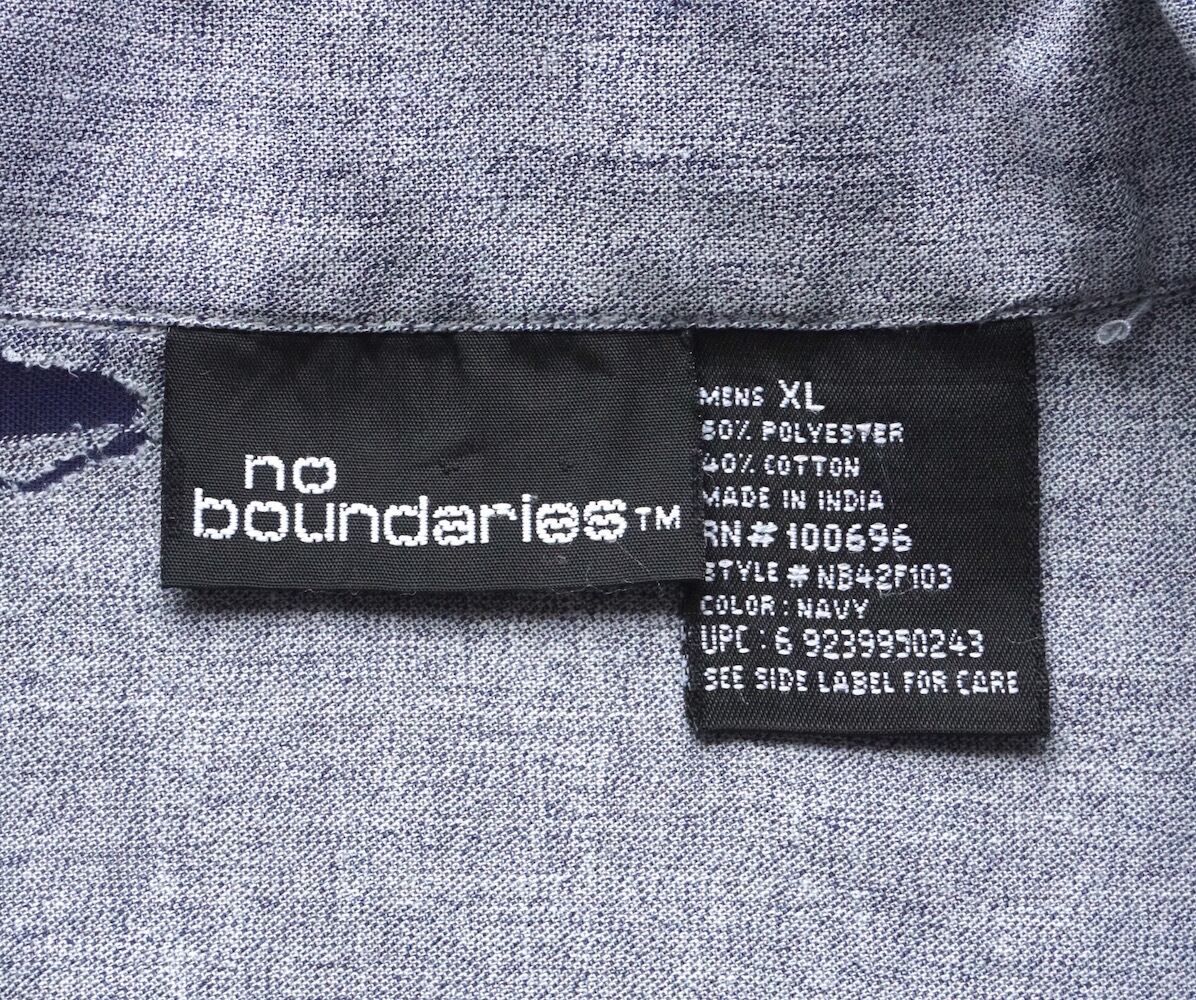 no
boundaries™
MENS XL
60% POLYESTER
40% COTTON
MADE IN INDIA
RN# 100696
STYLE # NB42F103
COLOR : NAVY
UPC : 6 9239950243
SEE SIDE LABEL FOR CARE